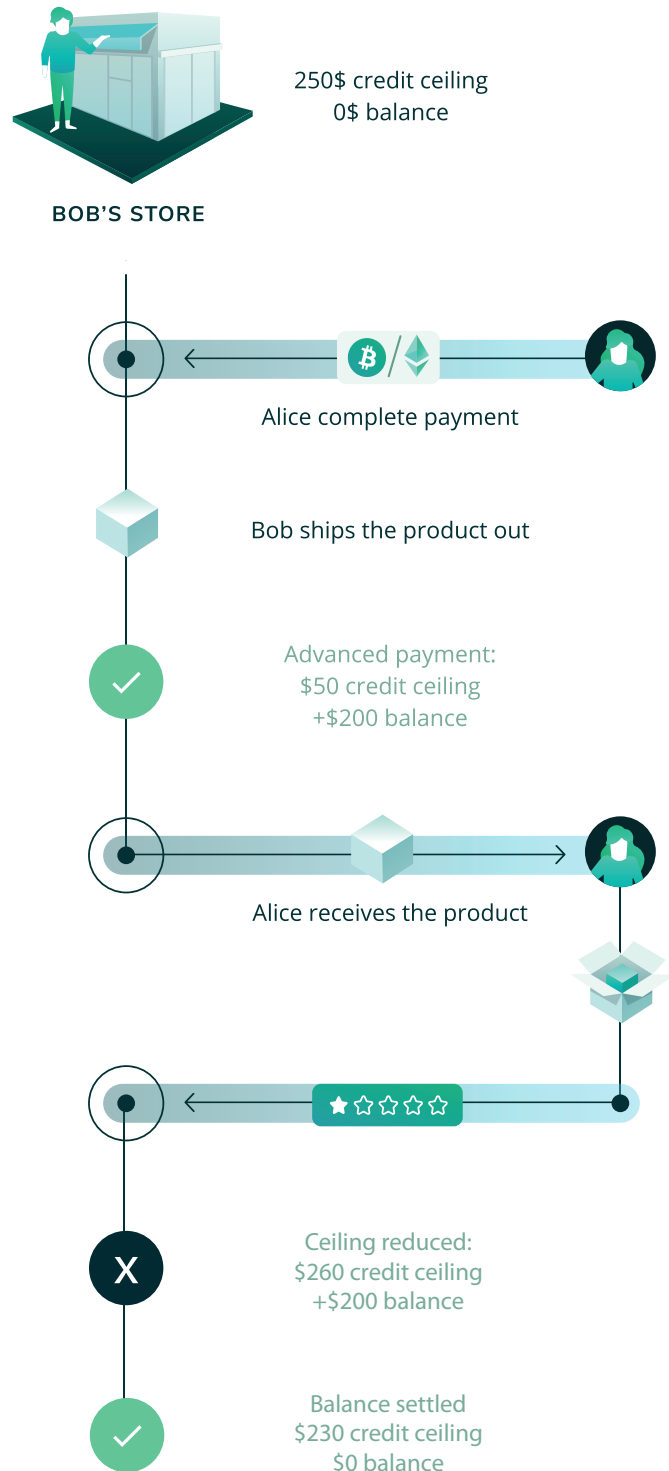 250$ credit ceiling
0$ balance
BOB’S STORE
Alice complete payment
Bob ships the product out
Advanced payment:
$50 credit ceiling
+$200 balance
Alice receives the product
X
Ceiling reduced:
$260 credit ceiling
+$200 balance
Balance settled
$230 credit ceiling
$0 balance